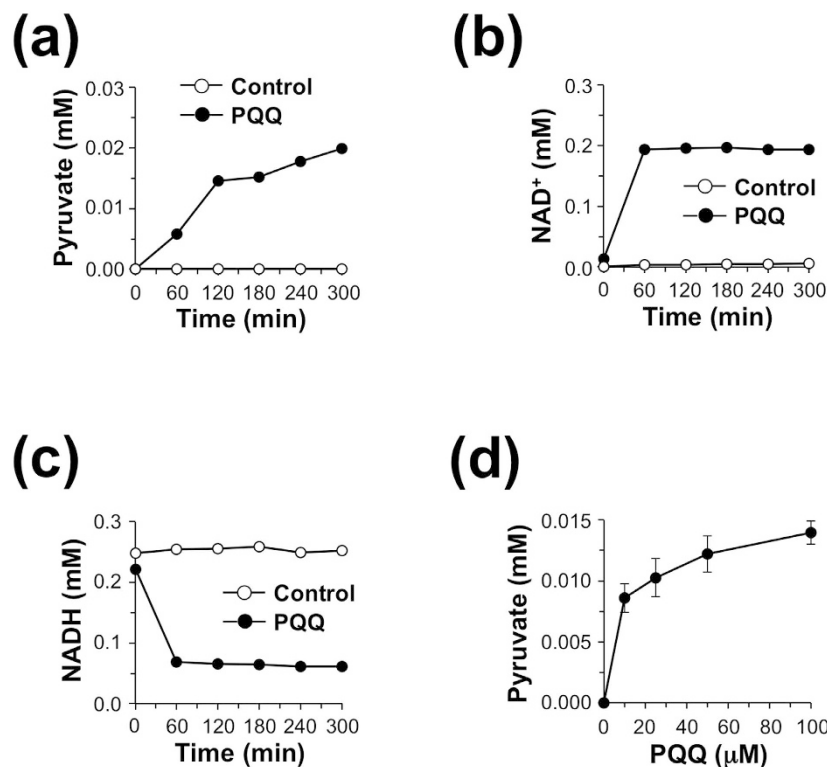 (a)
Pyruvate (mM)
0.03
0.02
0.01
0.00
Control
PQQ
0 60 120 180 240 300
Time (min)
(b)
NAD⁺ (mM)
0.3
0.2
0.1
0.0
Control
PQQ
0 60 120 180 240 300
Time (min)
(c)
NADH (mM)
0.3
0.2
0.1
0.0
Control
PQQ
0 60 120 180 240 300
Time (min)
(d)
Pyruvate (mM)
0.015
0.010
0.005
0.000
0 20 40 60 80 100
PQQ (μM)